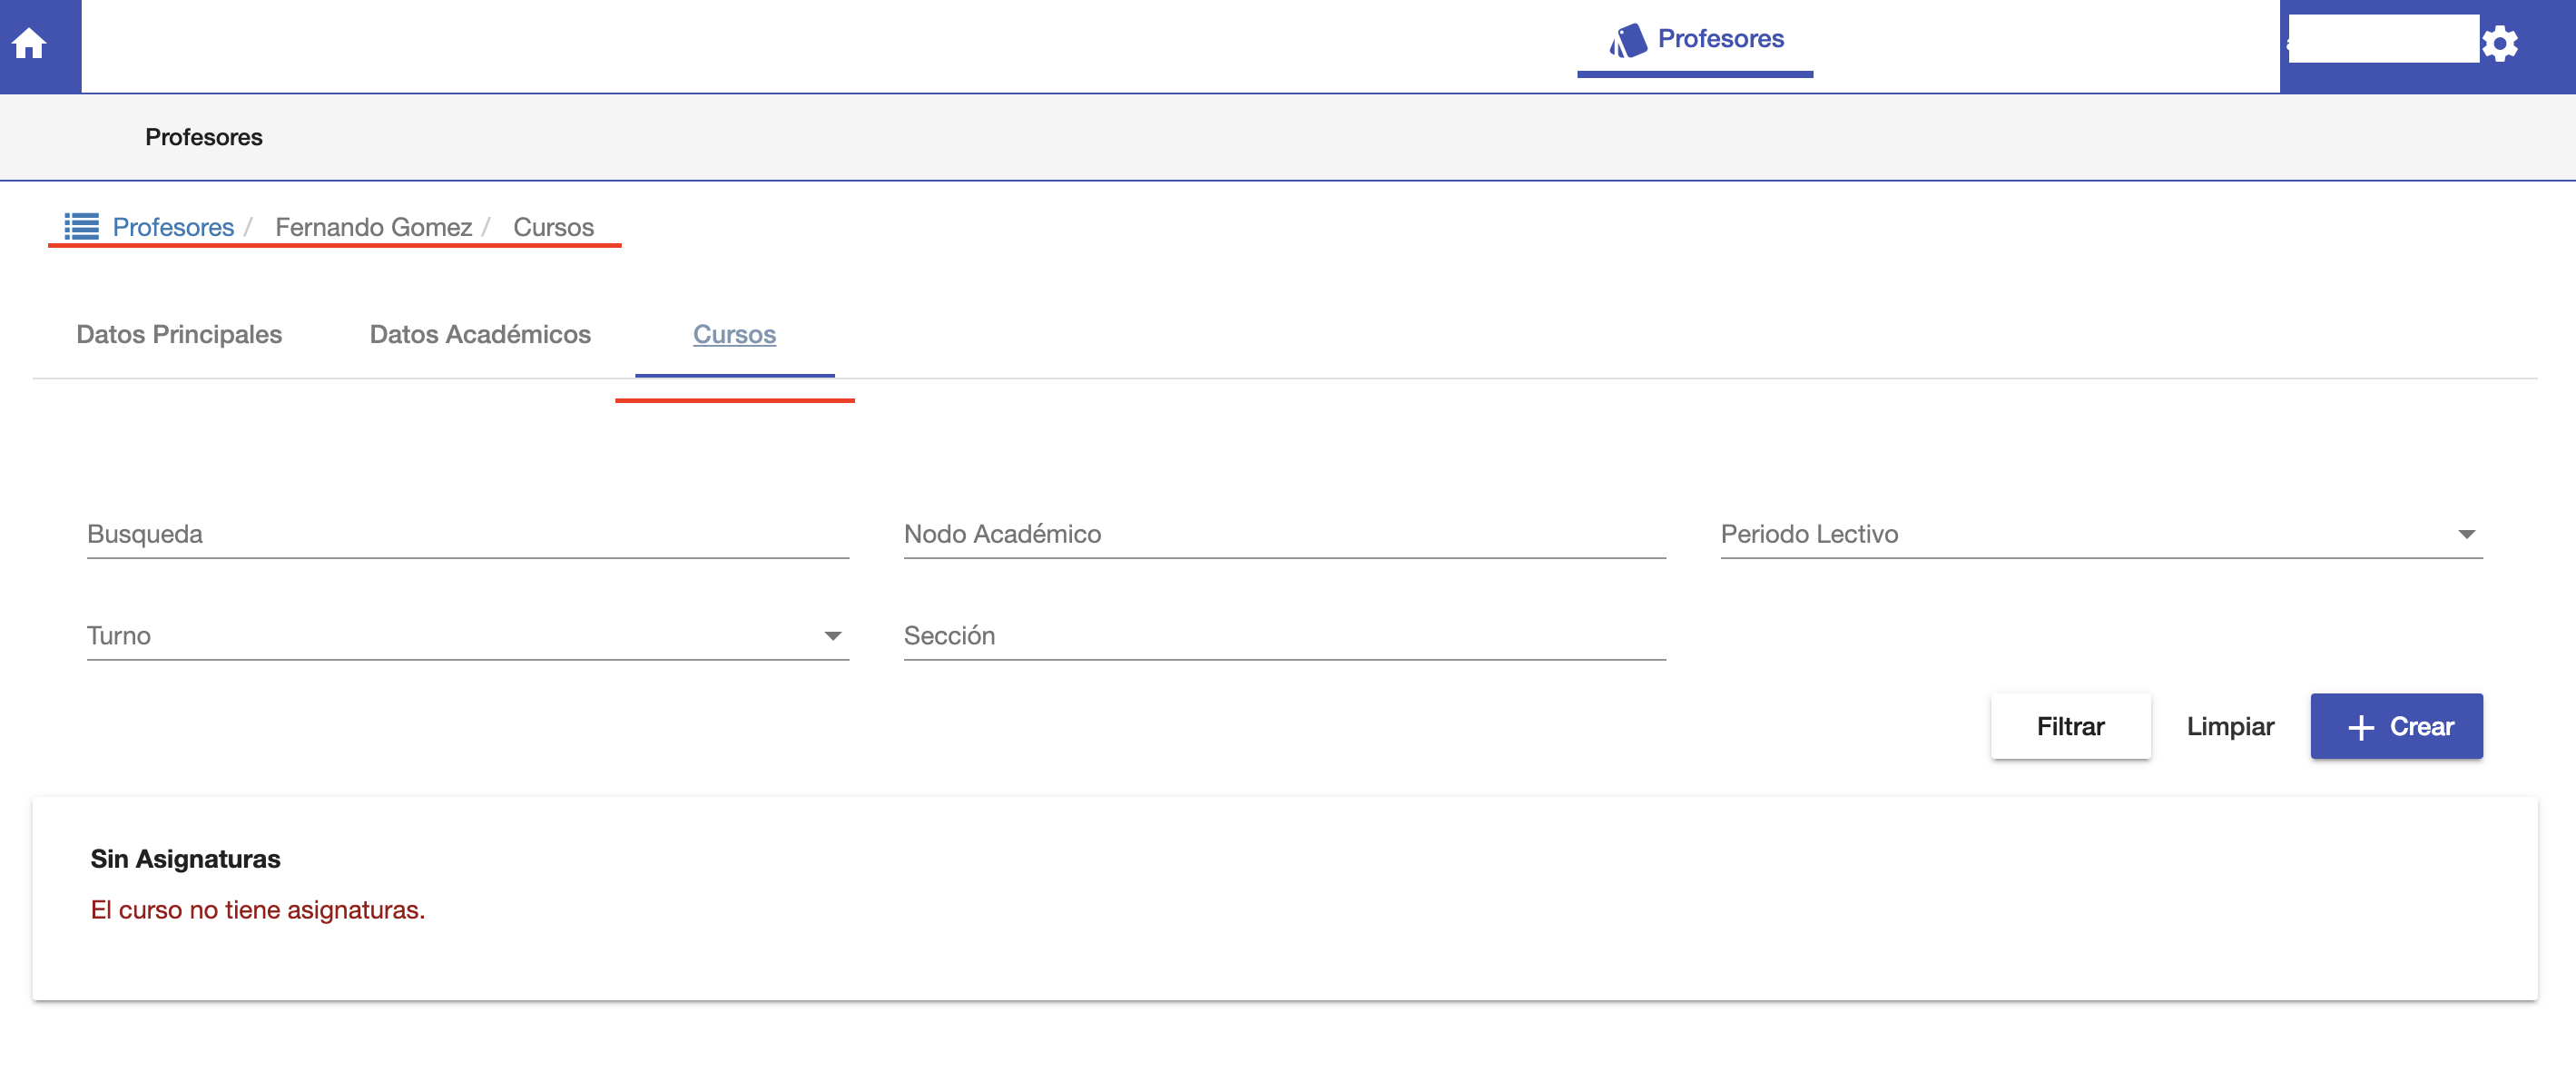 Profesores
Profesores
Profesores / Fernando Gomez / Cursos
Datos Principales Datos Académicos Cursos
Busqueda Nodo Académico Periodo Lectivo
Turno Sección
Filtrar Limpiar + Crear
Sin Asignaturas
El curso no tiene asignaturas.